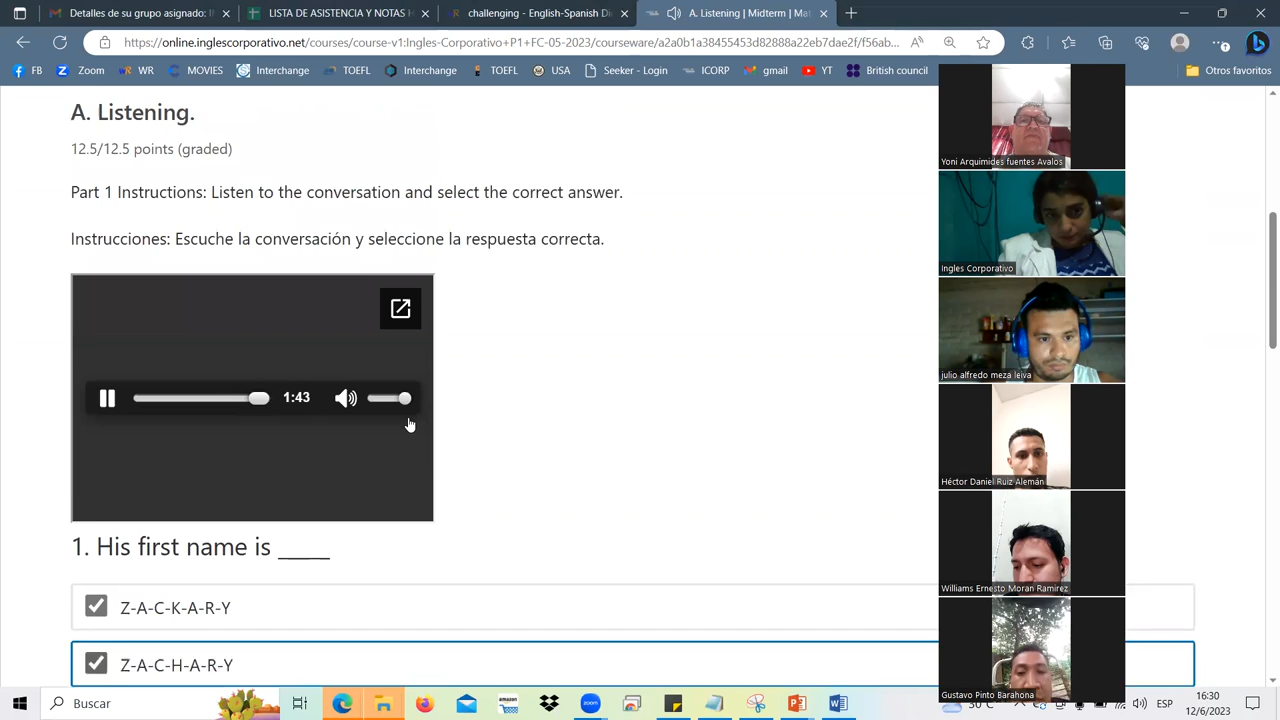 Detalles de su grupo asignado: E
LISTA DE ASISTENCIA Y NOTAS H
challenging - English-Spanish Di
A. Listening | Midterm | Mat
https://online.inglescorporativo.net/courses/course-v1:Ingles-Corporativo+P1+FC-05-2023/courseware/a2a0b1a38455453d82888a22eb7dae2f/f56ab...
FB
Zoom
WR
MOVIES
Interchange
TOEFL
Interchange
TOEFL
USA
Seeker - Login
ICORP
gmail
YT
British council
Otros favoritos
A. Listening.
12.5/12.5 points (graded)
Part 1 Instructions: Listen to the conversation and select the correct answer.
Instrucciones: Escuche la conversación y seleccione la respuesta correcta.
1:43
1. His first name is _____
Z-A-C-K-A-R-Y
Z-A-C-H-A-R-Y
Yoni Arquimides fuentes Avalos
Ingles Corporativo
julio alfredo meza leiva
Héctor Daniel Ruiz Alemán
Williams Ernesto Moran Ramirez
Gustavo Pinto Barahona
Buscar
amazon
zoom
30°C
ESP
16:30
12/6/2023